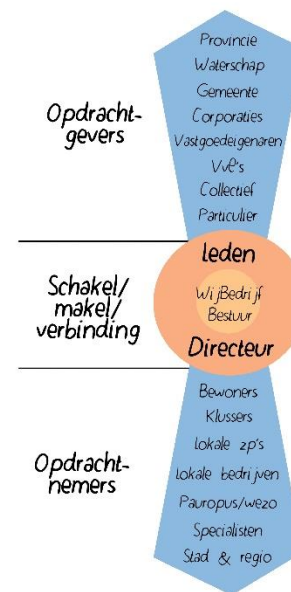 Opdracht-
gevers
Provincie
Waterschap
Gemeente
Corporaties
Vastgoedeigenaren
VvE's
Collectief
Particulier
Schakel/
makel/
verbinding
leden
WijBedrijf
Bestuur
Directeur
Opdracht-
nemers
Bewoners
Klussers
Lokale zp's
Lokale bedrijven
Pauropus/wezo
Specialisten
Stad & regio